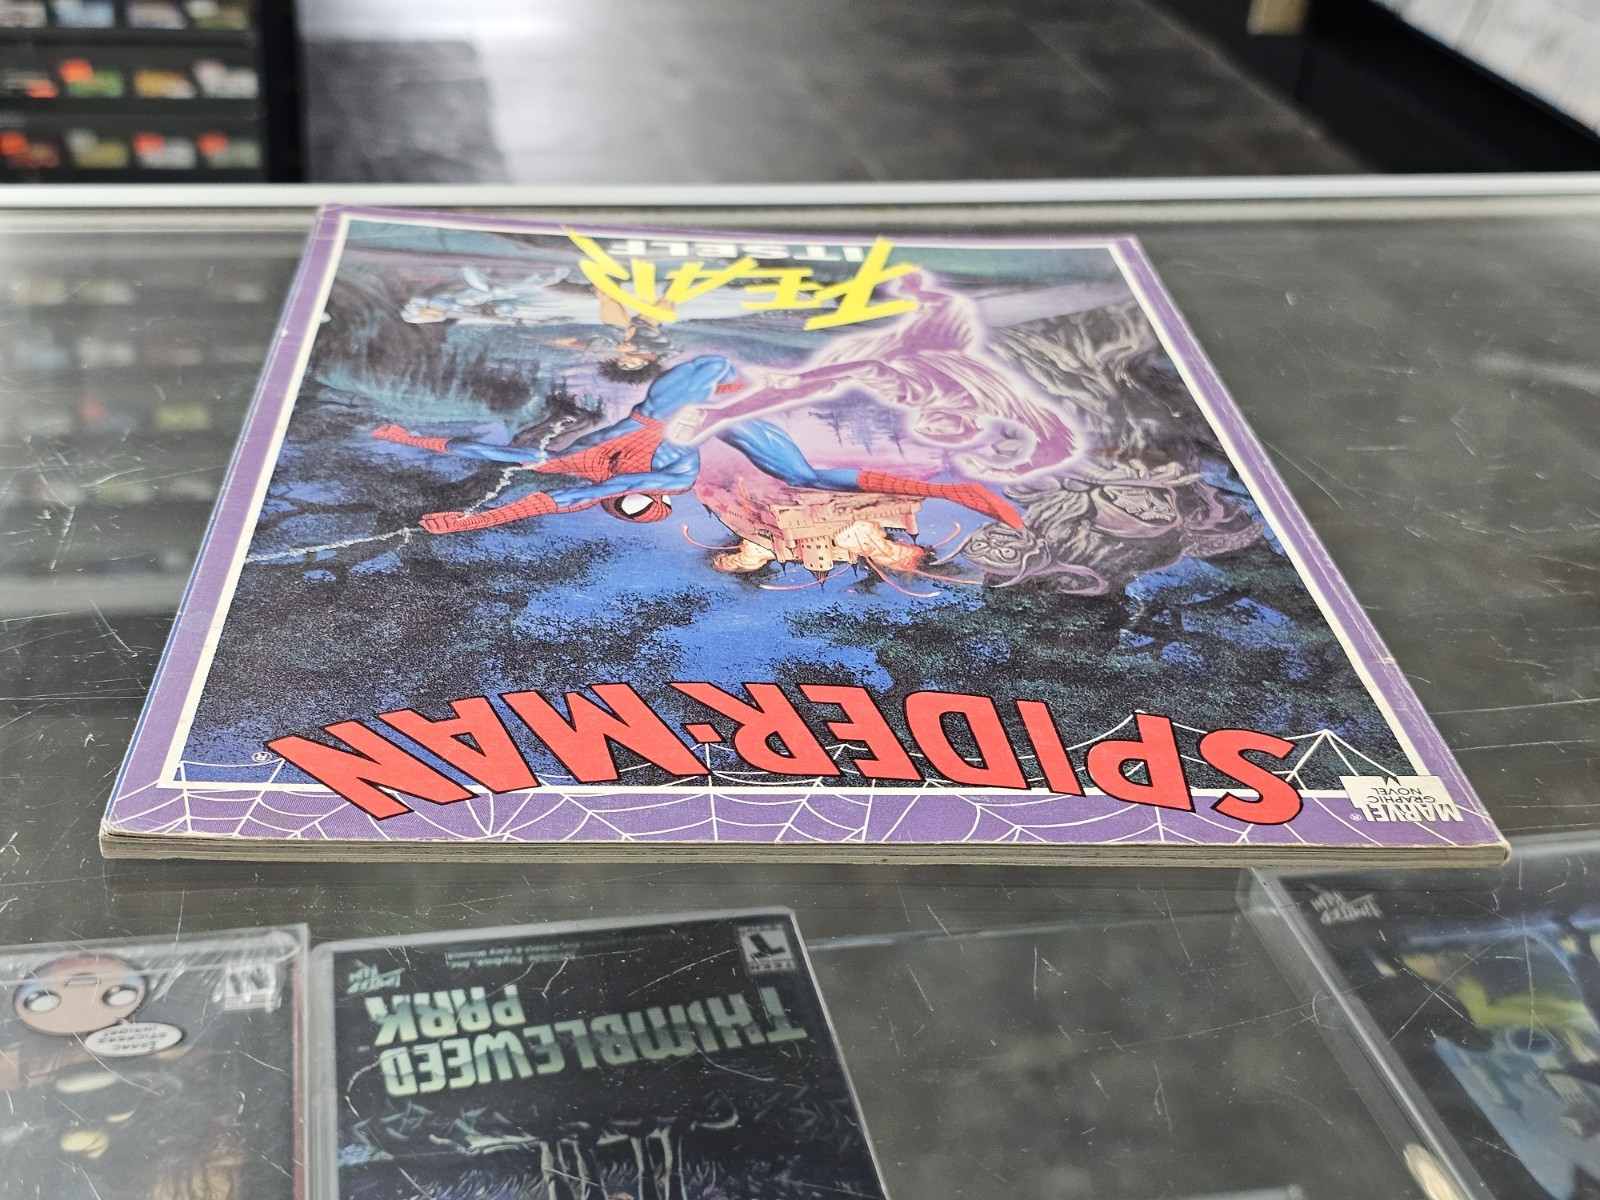 MARVEL®
GRAPHIC
NOVEL
SPIDER-MAN®
FEAR
ITSELF
THIMBLEWEED
PARK